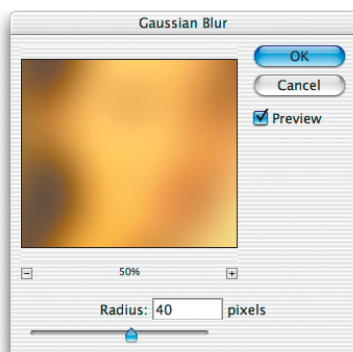 Gaussian Blur
OK
Cancel
Preview
50%
Radius: 40 pixels